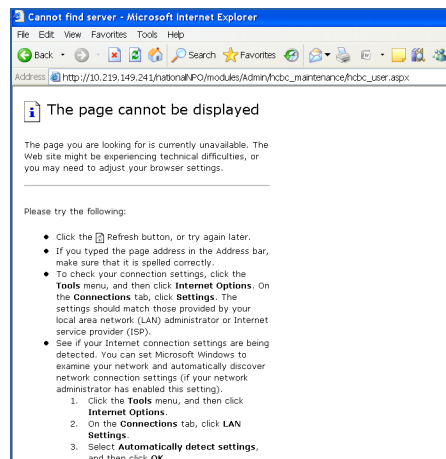 Cannot find server - Microsoft Internet Explorer
File Edit View Favorites Tools Help
Back Search Favorites
Address http://10.219.149.241/nationalNPO/modules/Admin/hcbc_maintenance/hcbc_user.aspx
The page cannot be displayed
The page you are looking for is currently unavailable. The
Web site might be experiencing technical difficulties, or
you may need to adjust your browser settings.
Please try the following:
Click the Refresh button, or try again later.
If you typed the page address in the Address bar,
make sure that it is spelled correctly.
To check your connection settings, click the
Tools menu, and then click Internet Options. On
the Connections tab, click Settings. The
settings should match those provided by your
local area network (LAN) administrator or Internet
service provider (ISP).
See if your Internet connection settings are being
detected. You can set Microsoft Windows to
examine your network and automatically discover
network connection settings (if your network
administrator has enabled this setting).
1. Click the Tools menu, and then click
Internet Options.
2. On the Connections tab, click LAN
Settings.
3. Select Automatically detect settings,
and then click OK.